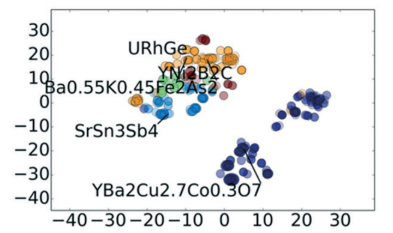 30
20
10
0
−10
−20
−30
−40
URhGe
YNi2B2C
Ba0.55K0.45Fe2As2
SrSn3Sb4
YBa2Cu2.7Co0.3O7
−40 −30 −20 −10 0 10 20 30